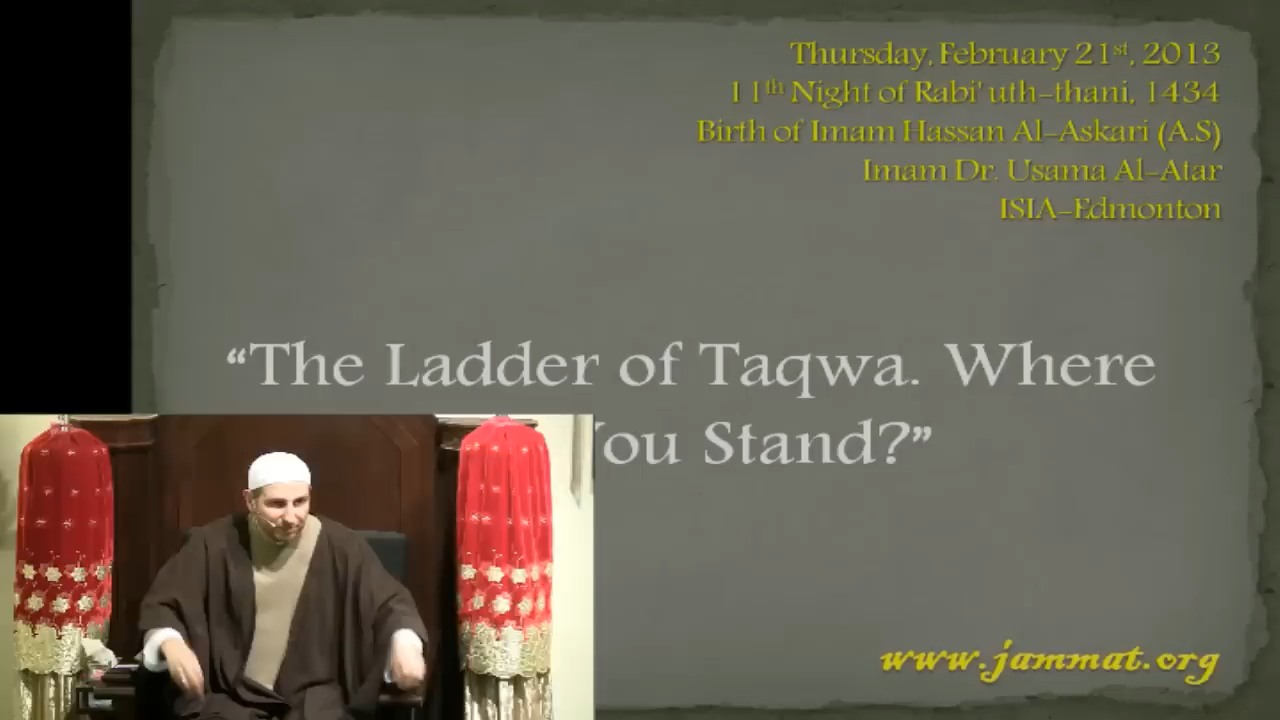 Thursday, February 21st, 2013
11th Night of Rabi' uth-thani, 1434
Birth of Imam Hassan Al-Askari (A.S)
Imam Dr. Usama Al-Atar
ISIA-Edmonton
“The Ladder of Taqwa. Where
You Stand?”
www.jammat.org